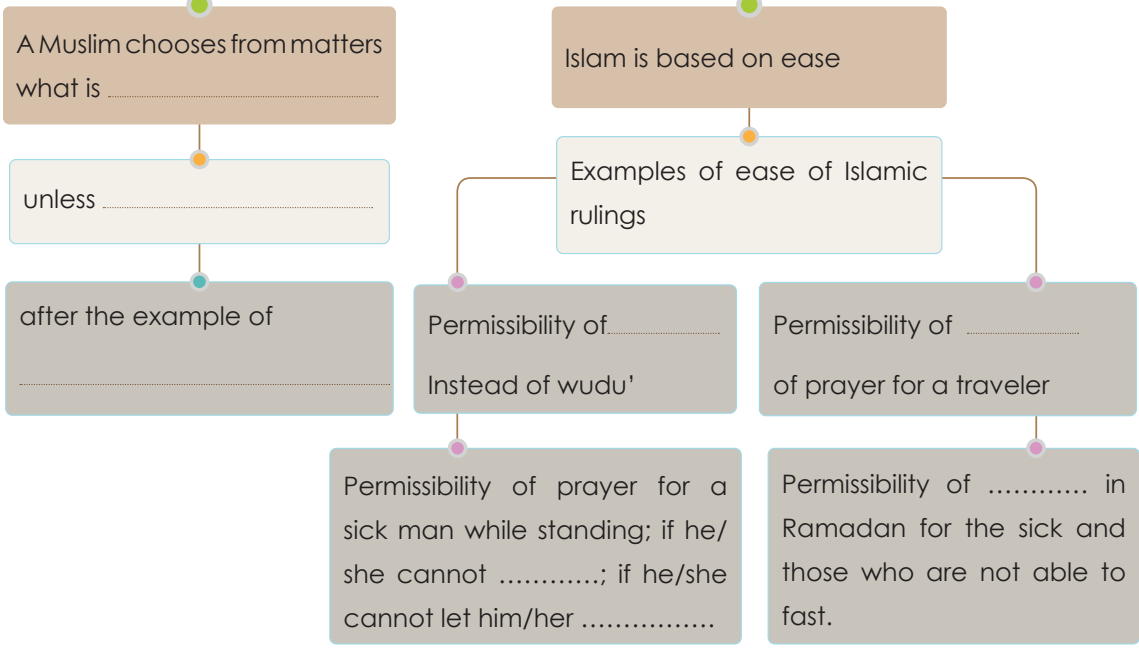 A Muslim chooses from matters
what is ....................
unless ....................
after the example of
....................
Islam is based on ease
Examples of ease of Islamic
rulings
Permissibility of....................
Instead of wudu’
Permissibility of ....................
of prayer for a traveler
Permissibility of prayer for a
sick man while standing; if he/
she cannot …………; if he/she
cannot let him/her …………….
Permissibility of ………… in
Ramadan for the sick and
those who are not able to
fast.